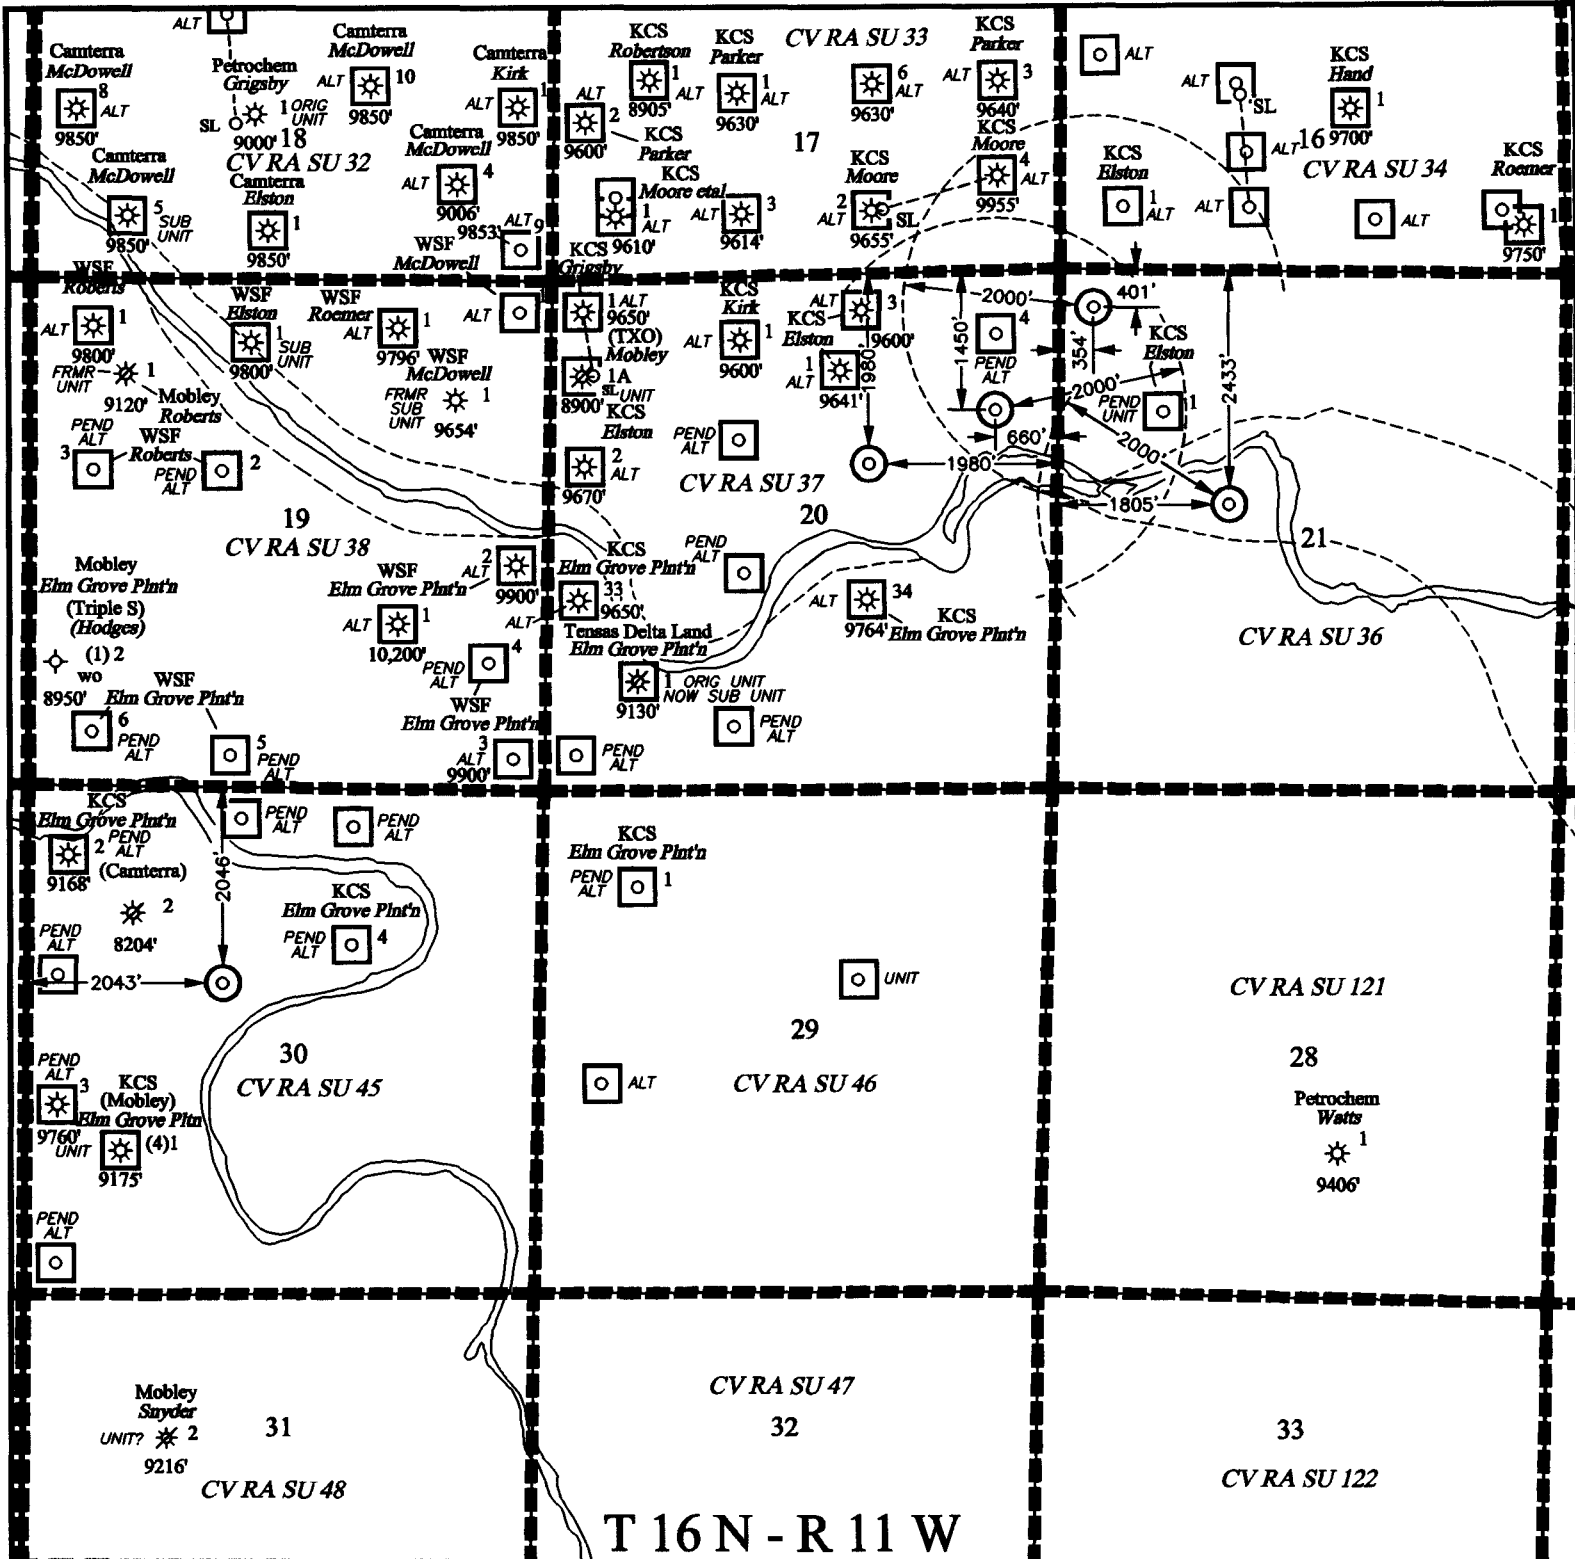 ALT
Camterra
McDowell
8
ALT
9850'
Petrochem
Grigsby
1 ORIG
UNIT
SL
9000'
18
CV RA SU 32
Camterra
McDowell
ALT
10
9850'
Camterra
Kirk
ALT
1
9850'
Camterra
McDowell
ALT
4
9006'
Camterra
McDowell
5
SUB
UNIT
9850'
Camterra
Elston
1
9850'
ALT
9
9853'
WSF
McDowell
KCS
Robertson
1
ALT
8905'
KCS
Parker
1
ALT
9630'
CV RA SU 33
6
ALT
9630'
KCS
Parker
ALT
3
9640'
ALT
2
9600'
KCS
Parker
17
KCS
Moore etal
1
ALT
9610'
ALT
3
9614'
KCS
Moore
2
ALT
SL
9655'
KCS
Moore
4
ALT
9955'
ALT
ALT
SL
KCS
Hand
1
9700'
ALT
16
CV RA SU 34
KCS
Elston
1
ALT
ALT
ALT
KCS
Roemer
1
9750'
WSF
Roberts
ALT
1
9800'
FRMR
UNIT
1
9120'
Mobley
Roberts
WSF
Elston
1
SUB
UNIT
9800'
WSF
Roemer
ALT
1
9796'
ALT
1
WSF
McDowell
FRMR
SUB
UNIT
1
9654'
PEND
ALT
3
WSF
Roberts
PEND
ALT
2
19
CV RA SU 38
Mobley
Elm Grove Plnt'n
(Triple S)
(Hodges)
(1) 2
WO
8950'
WSF
Elm Grove Plnt'n
2
ALT
9900'
ALT
1
10,200'
PEND
ALT
4
WSF
Elm Grove Plnt'n
3
ALT
9900'
WSF
Elm Grove Plnt'n
6
PEND
ALT
5
PEND
ALT
KCS
Grigsby
1 ALT
9650'
(TXO)
Mobley
1A
SL UNIT
8900'
KCS
Elston
2
ALT
9670'
KCS
Kirk
ALT
1
9600'
KCS
Elston
ALT
3
9600'
1
ALT
9641'
PEND
ALT
CV RA SU 37
20
1980'
1980'
1450'
2000'
4
PEND
ALT
660'
2000'
401'
354'
KCS
Elston
PEND
UNIT
1
2433'
2000'
1805'
21
CV RA SU 36
KCS
Elm Grove Plnt'n
33
9650'
ALT
PEND
ALT
ALT
34
9764'
KCS
Elm Grove Plnt'n
Tensas Delta Land
Elm Grove Plnt'n
1 ORIG UNIT
NOW SUB UNIT
9130'
PEND
ALT
PEND
ALT
KCS
Elm Grove Plnt'n
2
PEND
ALT
9168'
(Camterra)
2
8204'
PEND
ALT
PEND
ALT
2046'
KCS
Elm Grove Plnt'n
PEND
ALT
4
PEND
ALT
2043'
30
CV RA SU 45
PEND
ALT
3
9760'
KCS
(Mobley)
Elm Grove Pltn
UNIT
(4)1
9175'
PEND
ALT
KCS
Elm Grove Plnt'n
PEND
ALT
1
UNIT
29
CV RA SU 46
ALT
CV RA SU 121
28
Petrochem
Watts
1
9406'
Mobley
Snyder
UNIT?
2
9216'
31
CV RA SU 48
CV RA SU 47
32
33
CV RA SU 122
T 16 N - R 11 W